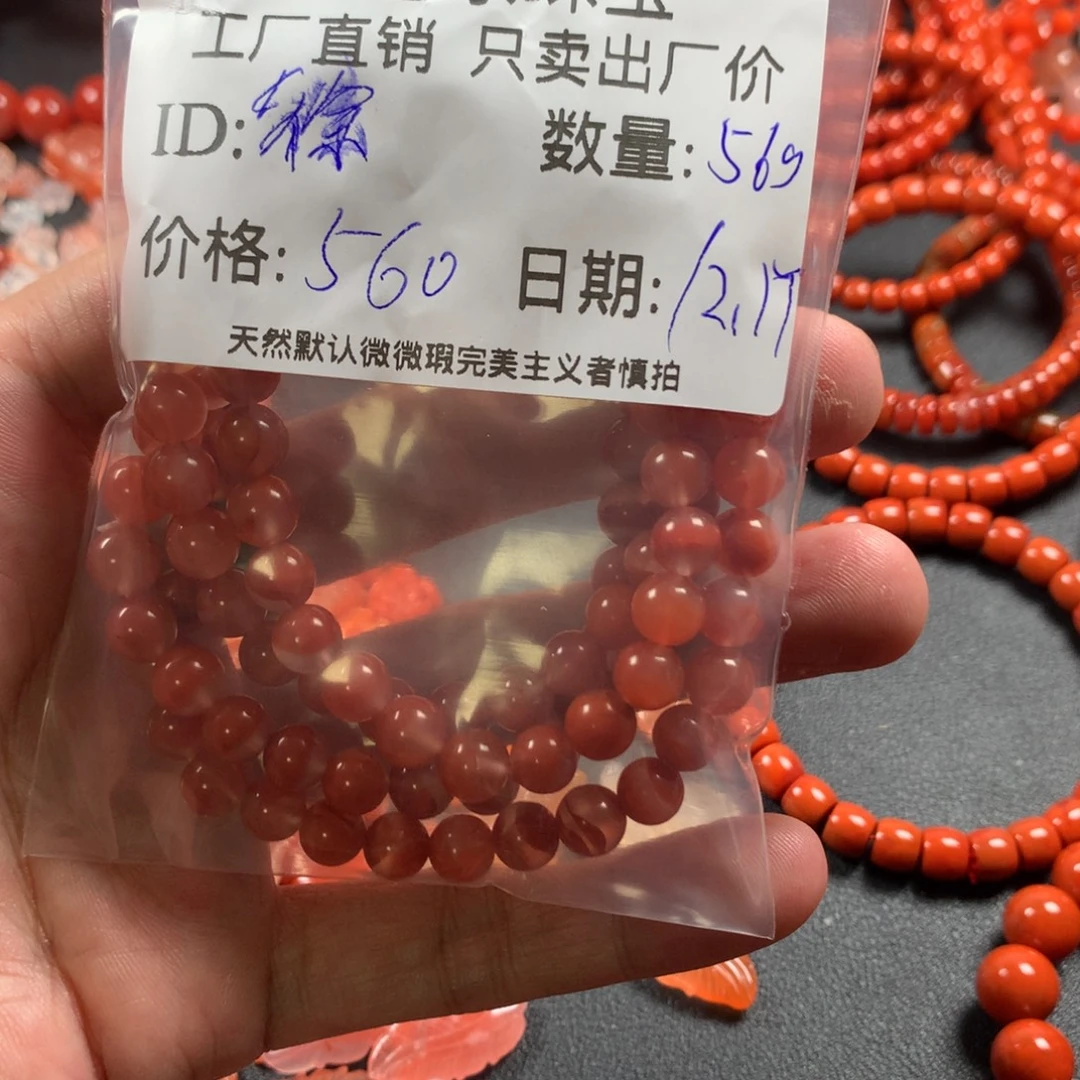 工厂直销 只卖出厂价
ID:徐 数量:56g
价格:560 日期:12.17
天然默认微微瑕完美主义者慎拍